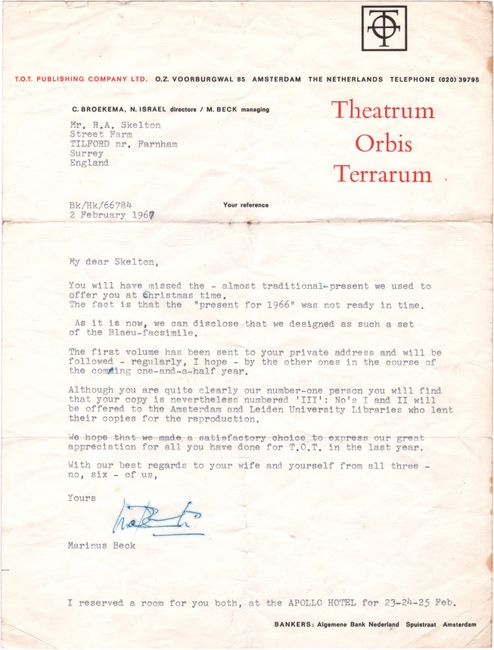 T.O.T. PUBLISHING COMPANY LTD. O.Z. VOORBURGWAL 85 AMSTERDAM THE NETHERLANDS TELEPHONE (020) 39795
C. BROEKEMA, N. ISRAEL directors / M. BECK managing
Theatrum
Orbis
Terrarum
Mr. R.A. Skelton
Street Farm
TILFORD nr. Farnham
Surrey
England
Bk/Hk/66784
Your reference
2 February 1967
My dear Skelton,
You will have missed the - almost traditional-present we used to
offer you at Christmas time.
The fact is that the "present for 1966" was not ready in time.
As it is now, we can disclose that we designed as such a set
of the Blaeu-facsimile.
The first volume has been sent to your private address and will be
followed - regularly, I hope - by the other ones in the course of
the coming one-and-a-half year.
Although you are quite clearly our number-one person you will find
that your copy is nevertheless numbered 'III': No's I and II will
be offered to the Amsterdam and Leiden University Libraries who lent
their copies for the reproduction.
We hope that we made a satisfactory choice to express our great
appreciation for all you have done for T.O.T. in the last year.
With our best regards to your wife and yourself from all three -
no, six - of us,
Yours
Marinus Beck
I reserved a room for you both, at the APOLLO HOTEL for 23-24-25 Feb.
BANKERS: Algemene Bank Nederland Spuistraat Amsterdam